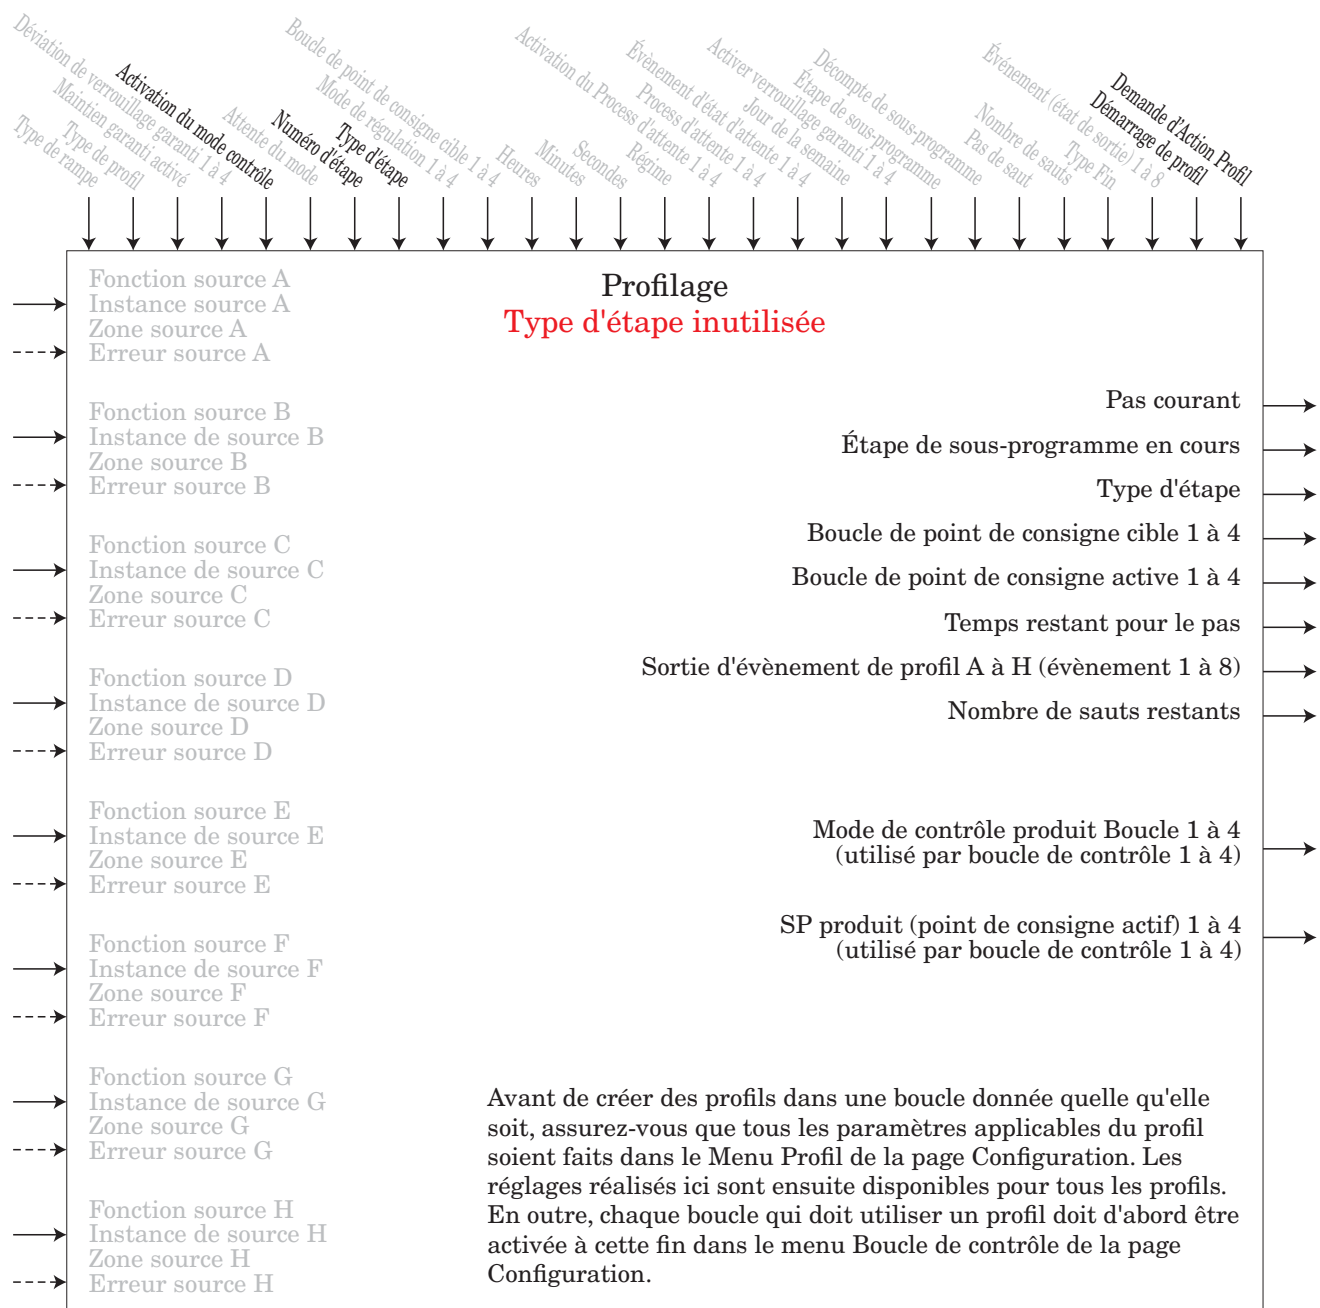 Type de rampe
Type de profil
Maintien garanti activé
Déviation de verrouillage garanti 1 à 4
Activation du mode contrôle
Attente du mode
Numéro d'étape
Type d'étape
Mode de régulation 1 à 4
Boucle de point de consigne cible 1 à 4
Heures
Minutes
Secondes
Régime
Activation du Process d'attente 1 à 4
Process d'attente 1 à 4
Évènement d'état d'attente 1 à 4
Jour de la semaine
Activer verrouillage garanti 1 à 4
Étape de sous-programme
Décompte de sous-programme
Pas de saut
Nombre de sauts
Type Fin
Événement (état de sortie) 1 à 8
Démarrage de profil
Demande d'Action Profil
Profilage
Type d'étape inutilisée
Fonction source A
Instance source A
Zone source A
Erreur source A
Fonction source B
Instance de source B
Zone source B
Erreur source B
Fonction source C
Instance de source C
Zone source C
Erreur source C
Fonction source D
Instance de source D
Zone source D
Erreur source D
Fonction source E
Instance de source E
Zone source E
Erreur source E
Fonction source F
Instance de source F
Zone source F
Erreur source F
Fonction source G
Instance de source G
Zone source G
Erreur source G
Fonction source H
Instance de source H
Zone source H
Erreur source H
Pas courant
Étape de sous-programme en cours
Type d'étape
Boucle de point de consigne cible 1 à 4
Boucle de point de consigne active 1 à 4
Temps restant pour le pas
Sortie d'évènement de profil A à H (évènement 1 à 8)
Nombre de sauts restants
Mode de contrôle produit Boucle 1 à 4
(utilisé par boucle de contrôle 1 à 4)
SP produit (point de consigne actif) 1 à 4
(utilisé par boucle de contrôle 1 à 4)
Avant de créer des profils dans une boucle donnée quelle qu'elle
soit, assurez-vous que tous les paramètres applicables du profil
soient faits dans le Menu Profil de la page Configuration. Les
réglages réalisés ici sont ensuite disponibles pour tous les profils.
En outre, chaque boucle qui doit utiliser un profil doit d'abord être
activée à cette fin dans le menu Boucle de contrôle de la page
Configuration.